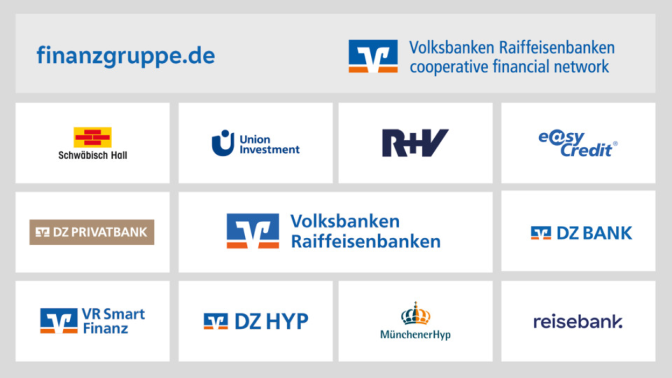 finanzgruppe.de
Volksbanken Raiffeisenbanken
cooperative financial network
Schwäbisch Hall
Union
Investment
R+V
e@sy
Credit®
DZ PRIVATBANK
Volksbanken
Raiffeisenbanken
DZ BANK
VR Smart
Finanz
DZ HYP
MünchenerHyp
reisebank.